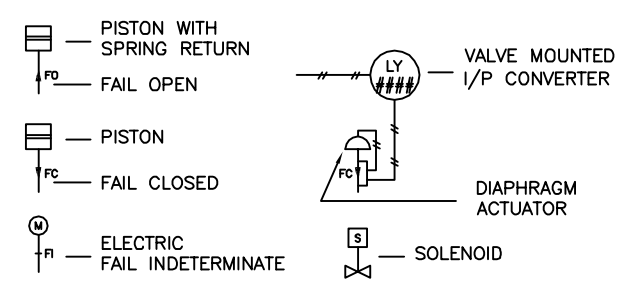 PISTON WITH
SPRING RETURN
FO
FAIL OPEN
PISTON
FC
FAIL CLOSED
M
FI
ELECTRIC
FAIL INDETERMINATE
LY
####
VALVE MOUNTED
I/P CONVERTER
FC
DIAPHRAGM
ACTUATOR
S
SOLENOID